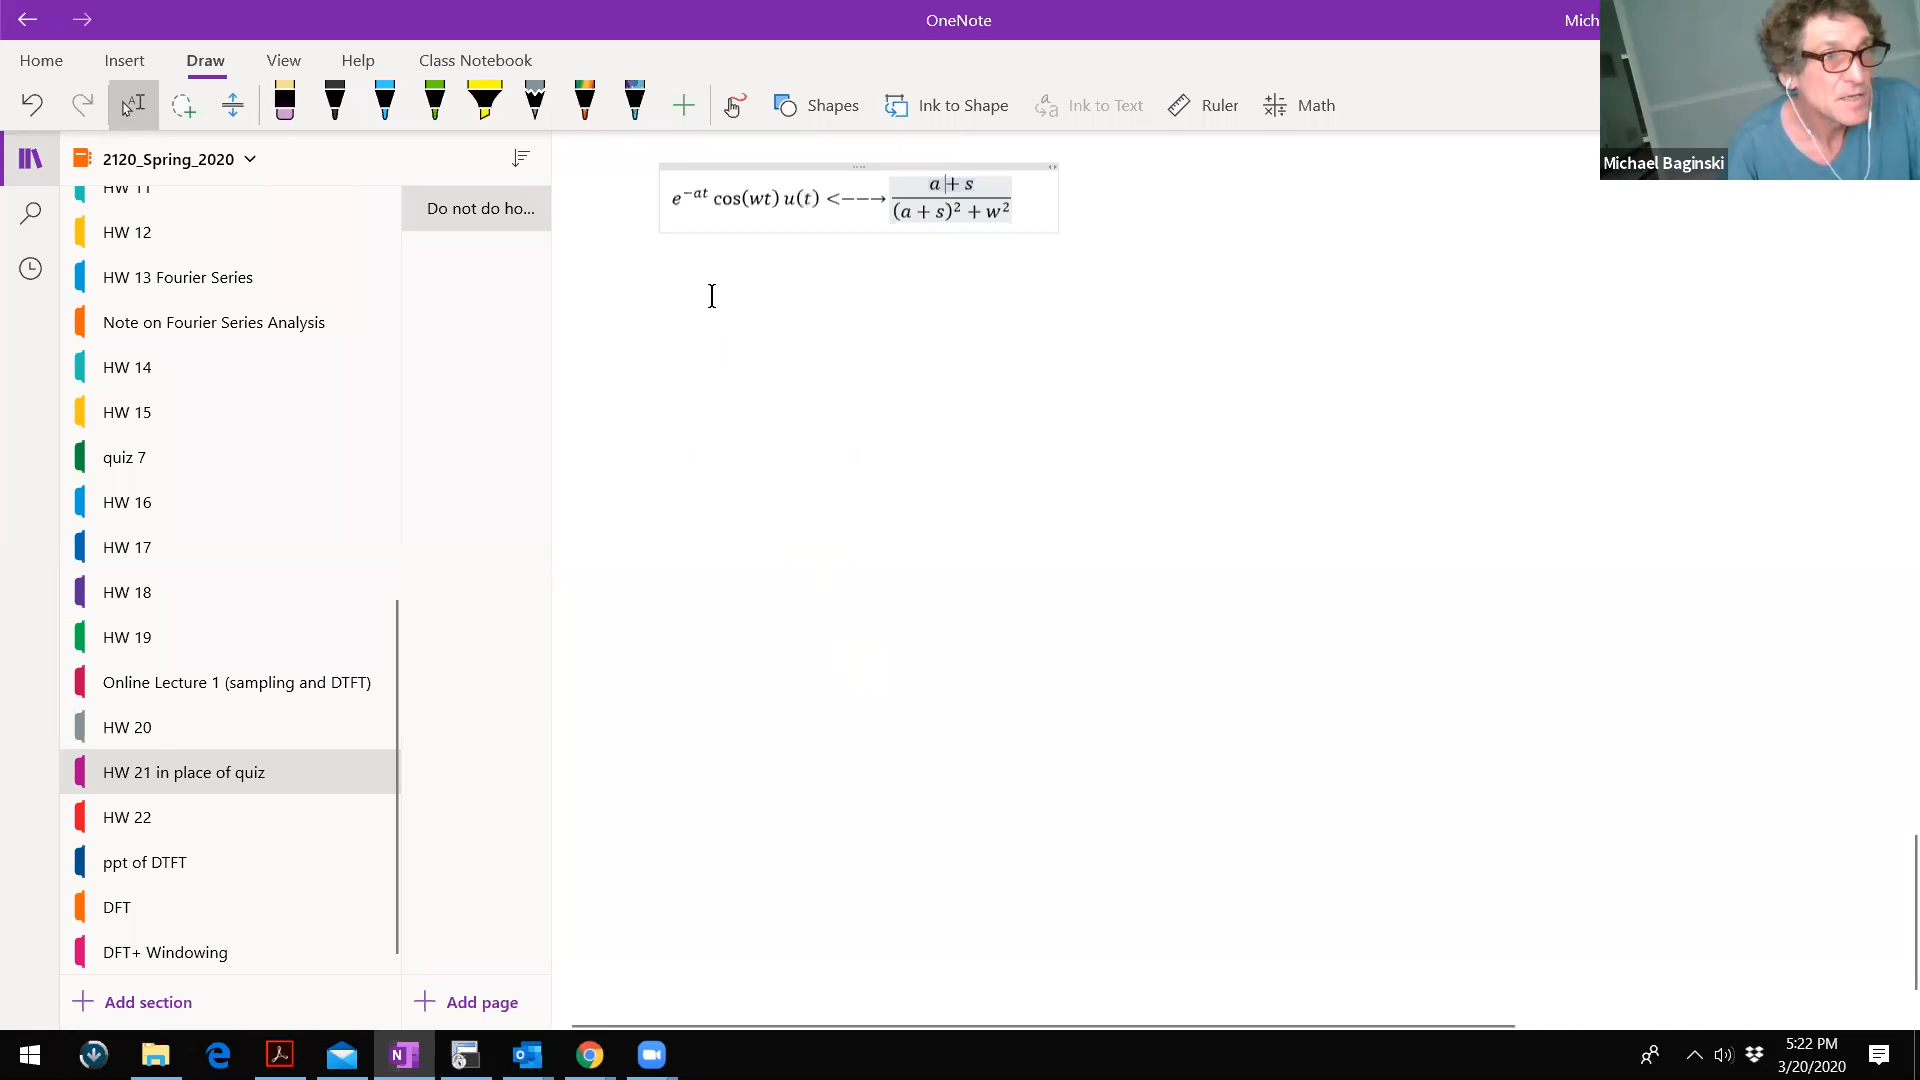 OneNote
Mich
Home Insert Draw View Help Class Notebook
Shapes Ink to Shape Ink to Text Ruler Math
Michael Baginski
2120_Spring_2020
HW 11
HW 12
HW 13 Fourier Series
Note on Fourier Series Analysis
HW 14
HW 15
quiz 7
HW 16
HW 17
HW 18
HW 19
Online Lecture 1 (sampling and DTFT)
HW 20
HW 21 in place of quiz
HW 22
ppt of DTFT
DFT
DFT+ Windowing
Add section
Do not do ho...
Add page
e^{-at} cos(wt) u(t) <---→ \frac{a + s}{(a + s)^2 + w^2}
5:22 PM
3/20/2020